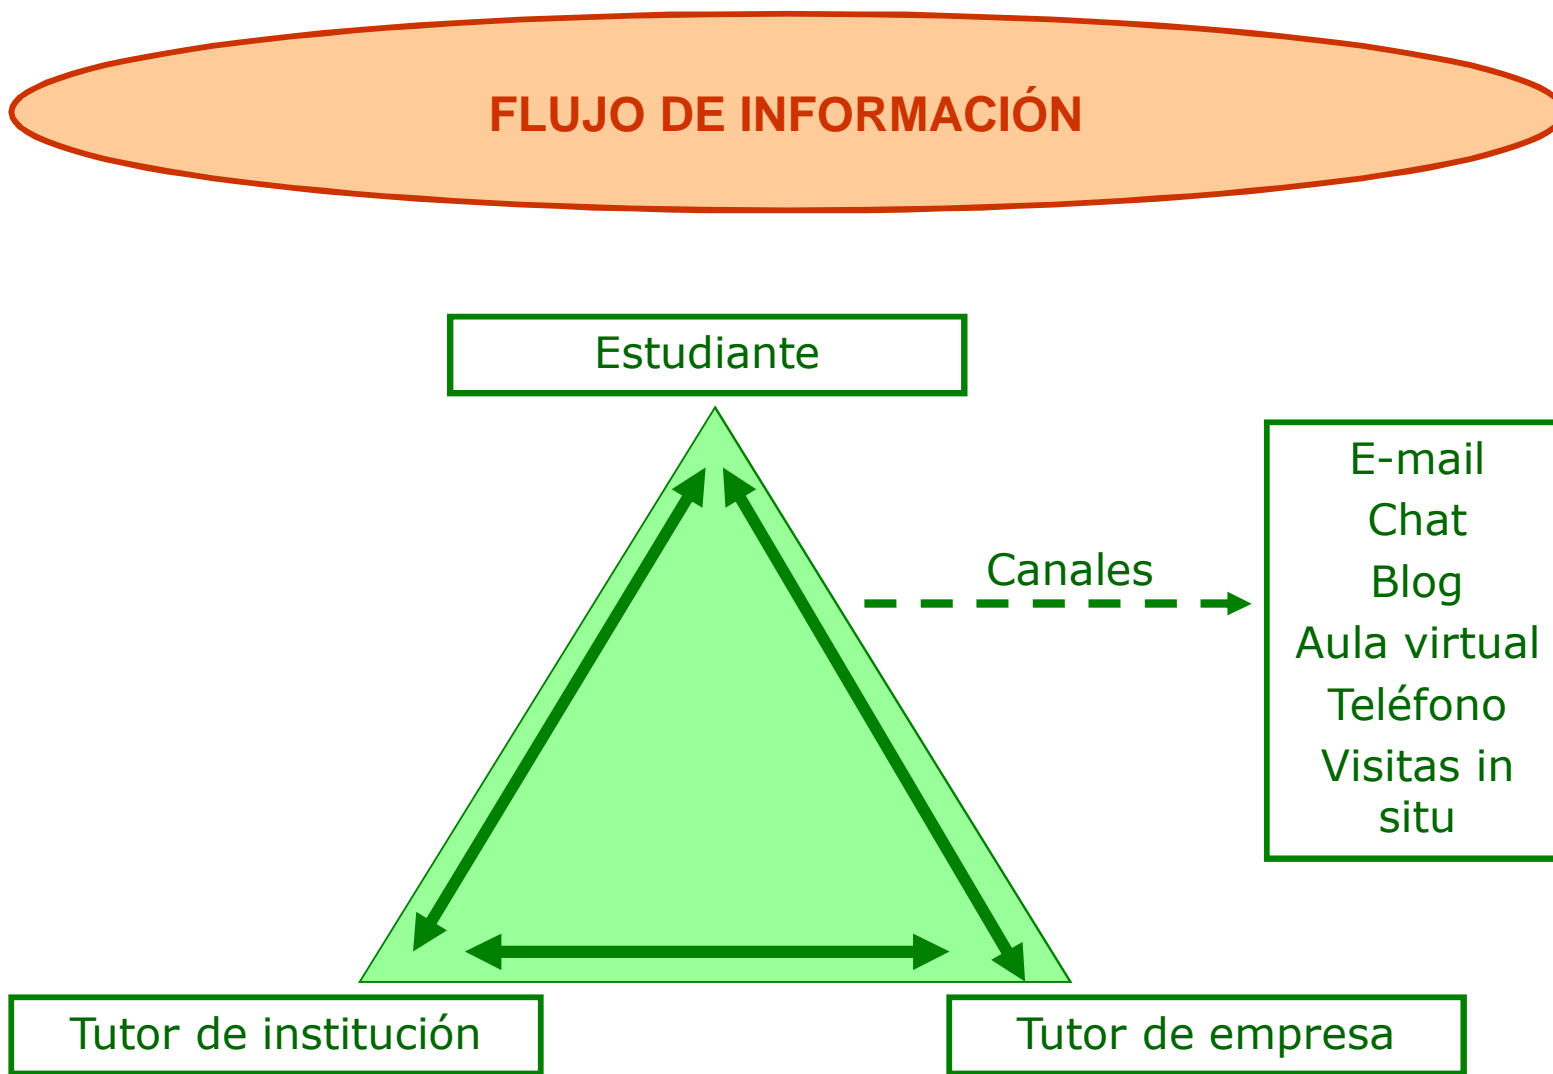 FLUJO DE INFORMACIÓN
Estudiante
E-mail
Chat
Canales
Blog
Aula virtual
Teléfono
Visitas in
situ
Tutor de institución
Tutor de empresa